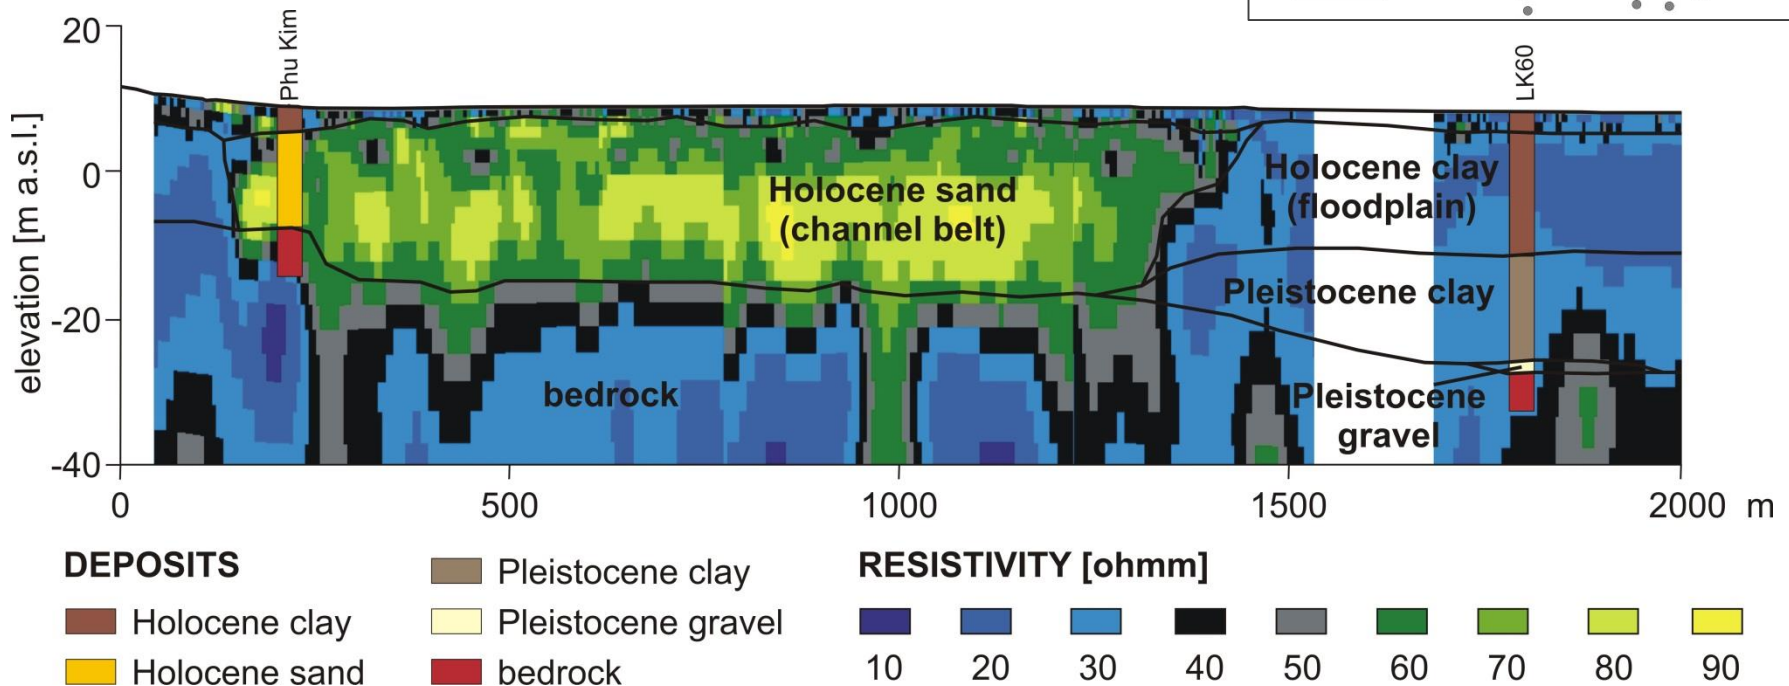 20
0
-20
-40
elevation [m a.s.l.]
Phu Kim
LK60
Holocene sand
(channel belt)
Holocene clay
(floodplain)
Pleistocene clay
bedrock
Pleistocene
gravel
0 500 1000 1500 2000 m
DEPOSITS
Holocene clay
Holocene sand
Pleistocene clay
Pleistocene gravel
bedrock
RESISTIVITY [ohmm]
10 20 30 40 50 60 70 80 90